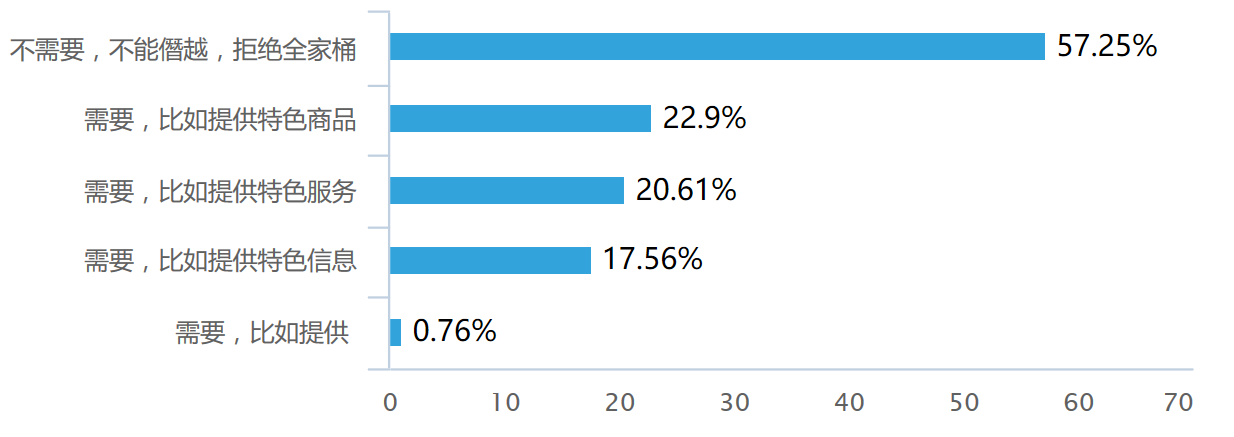 不需要，不能僭越，拒绝全家桶 57.25%
需要，比如提供特色商品 22.9%
需要，比如提供特色服务 20.61%
需要，比如提供特色信息 17.56%
需要，比如提供 0.76%
0 10 20 30 40 50 60 70